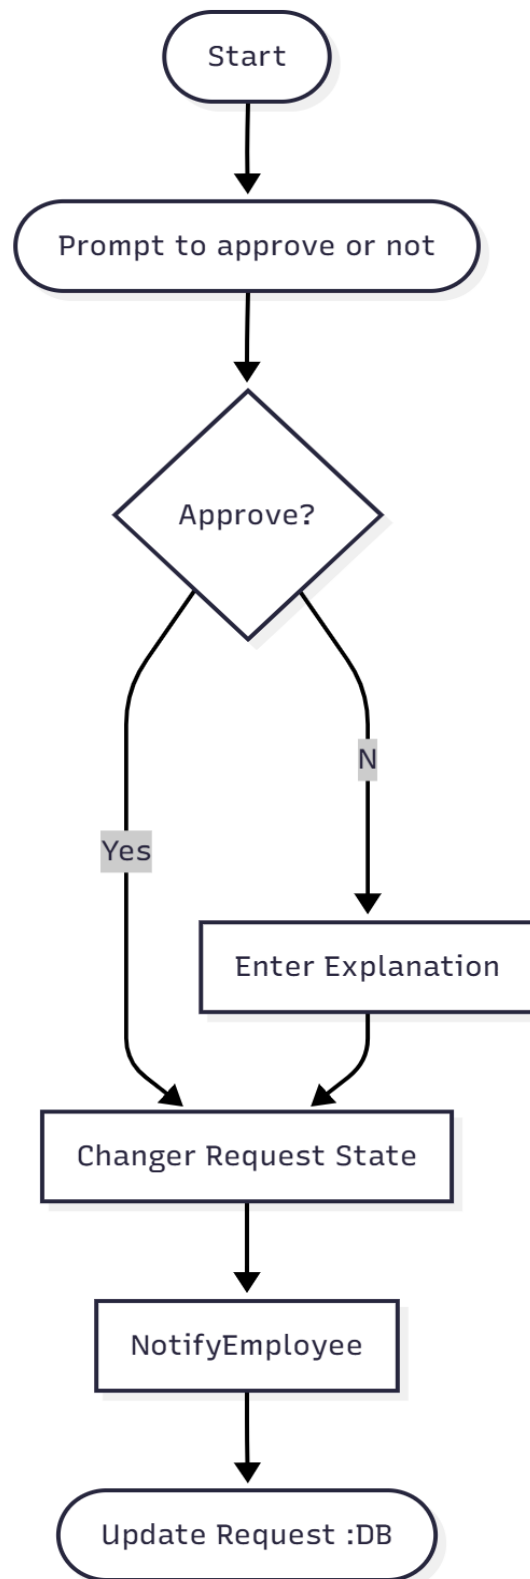 Start
Prompt to approve or not
Approve?
N
Yes
Enter Explanation
Changer Request State
NotifyEmployee
Update Request :DB